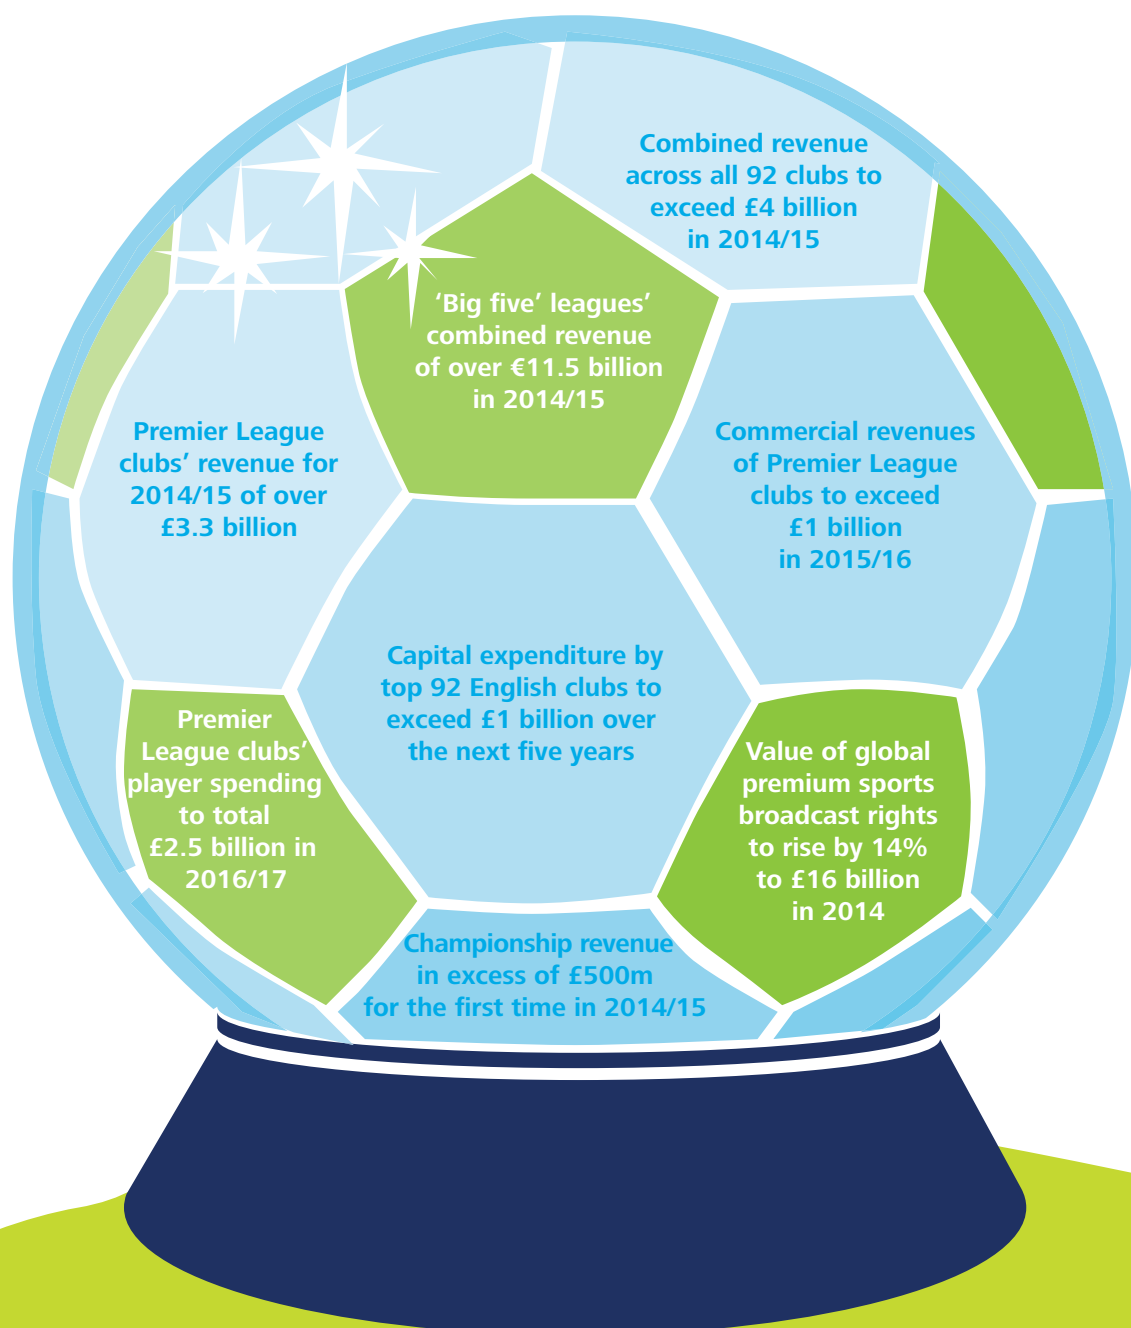 Combined revenue
across all 92 clubs to
exceed £4 billion
in 2014/15
‘Big five’ leagues’
combined revenue
of over €11.5 billion
in 2014/15
Premier League
clubs’ revenue for
2014/15 of over
£3.3 billion
Commercial revenues
of Premier League
clubs to exceed
£1 billion
in 2015/16
Capital expenditure by
top 92 English clubs to
exceed £1 billion over
the next five years
Premier
League clubs’
player spending
to total
£2.5 billion in
2016/17
Value of global
premium sports
broadcast rights
to rise by 14%
to £16 billion
in 2014
Championship revenue
in excess of £500m
for the first time in 2014/15